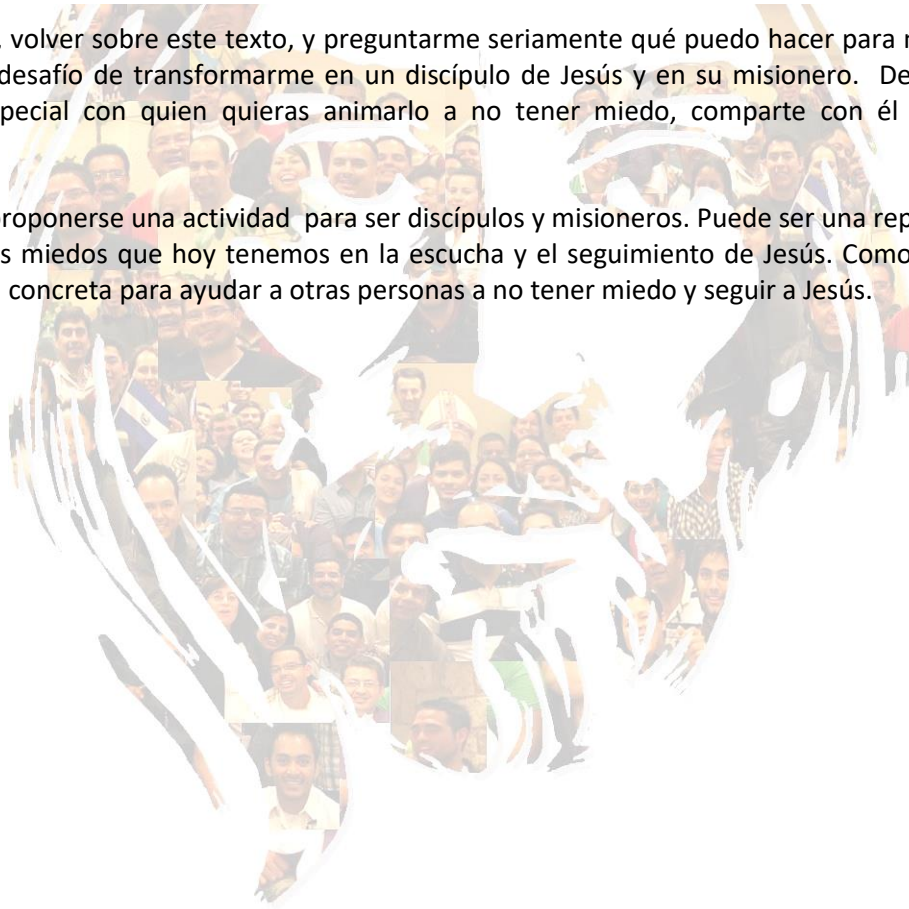 , volver sobre este texto, y preguntarme seriamente qué puedo hacer para
desafío de transformarme en un discípulo de Jesús y en su misionero. De
pecial con quien quieras animarlo a no tener miedo, comparte con él
proponerse una actividad para ser discípulos y misioneros. Puede ser una rep
s miedos que hoy tenemos en la escucha y el seguimiento de Jesús. Como
concreta para ayudar a otras personas a no tener miedo y seguir a Jesús.